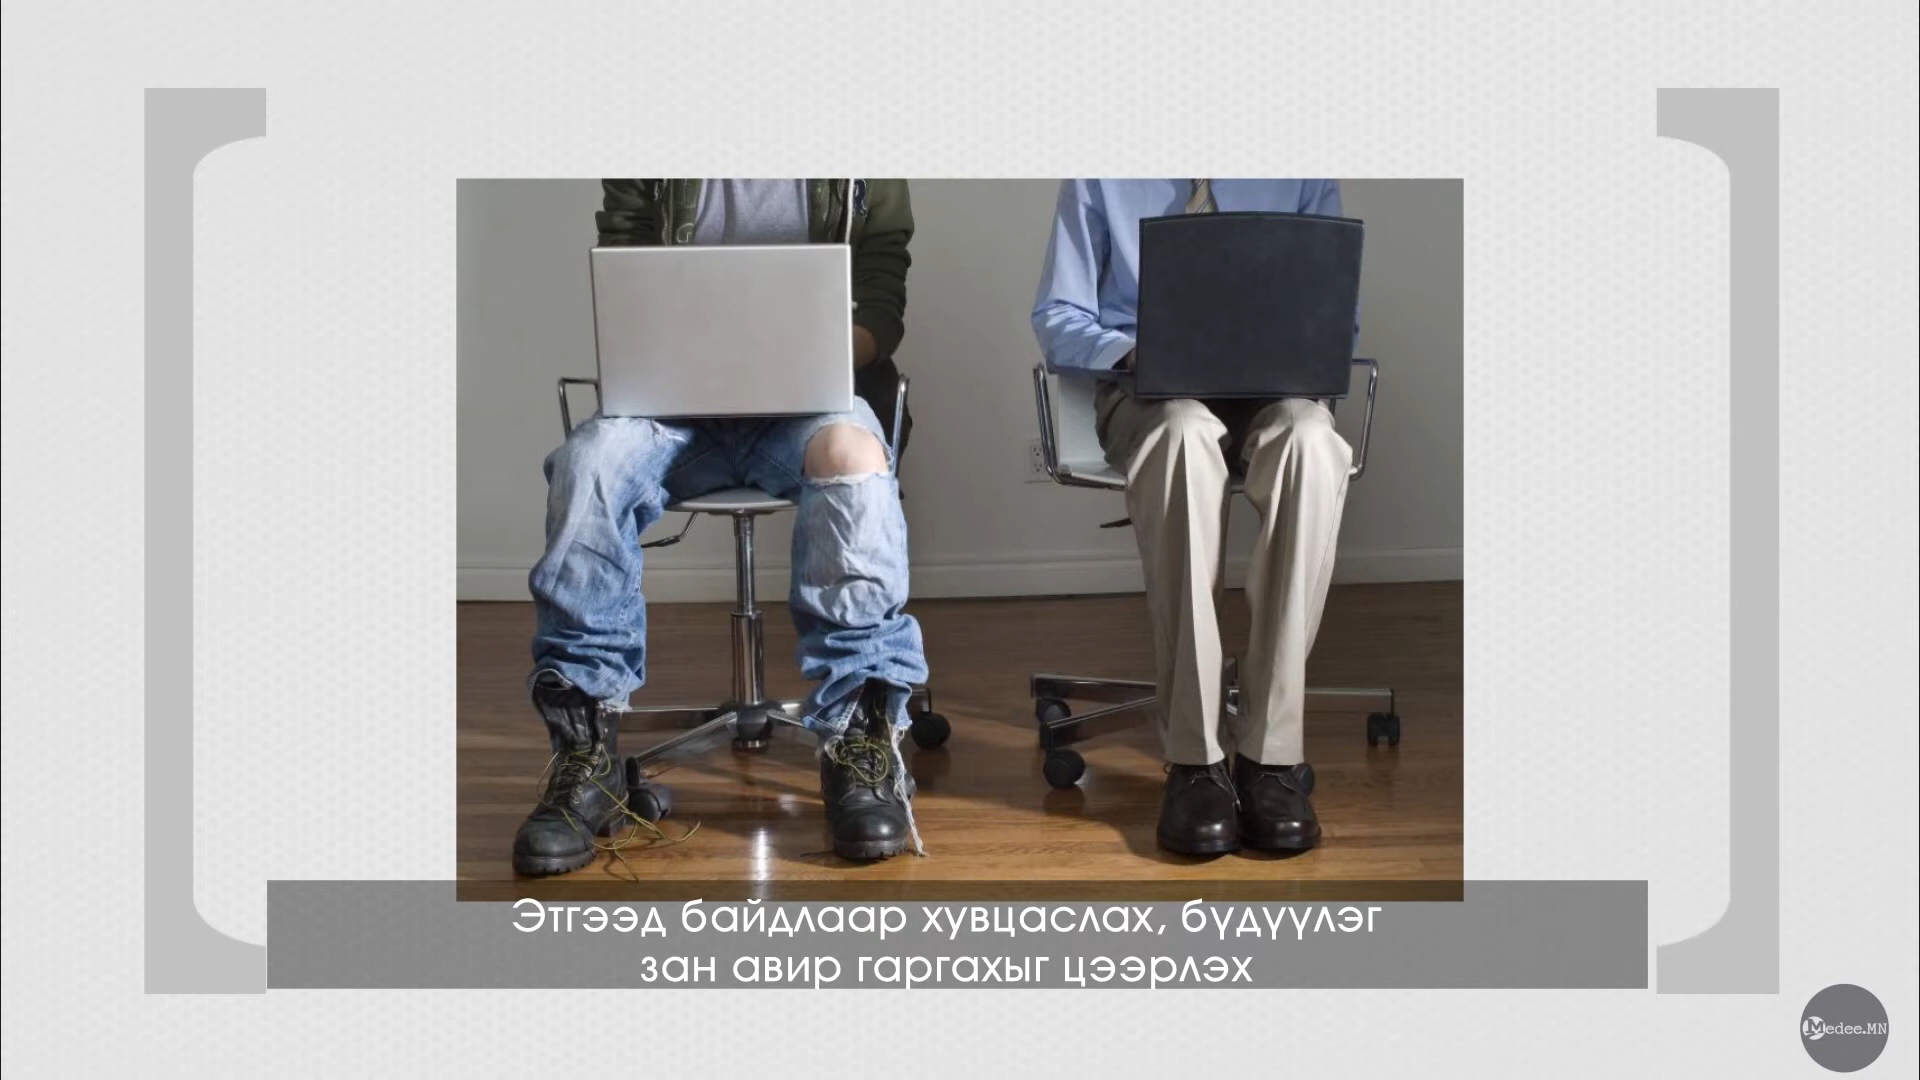 Этгээд байдлаар хувцаслах, бүдүүлэг
зан авир гаргахыг цээрлэх
Medee.MN